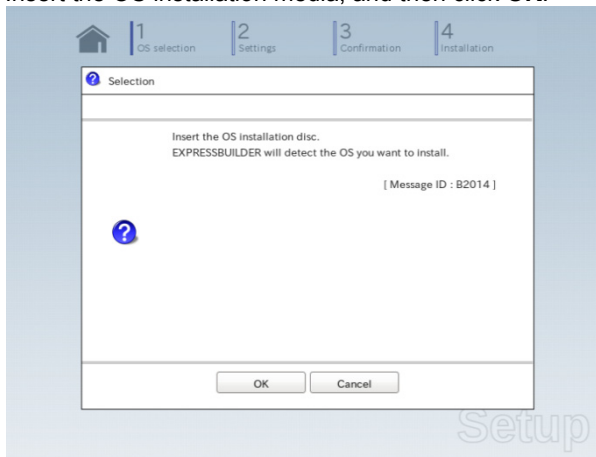 Insert the OS installation media, and then click OK.
1
OS selection
2
Settings
3
Confirmation
4
Installation
Selection
Insert the OS installation disc.
EXPRESSBUILDER will detect the OS you want to install.
[ Message ID : B2014 ]
OK
Cancel
Setup